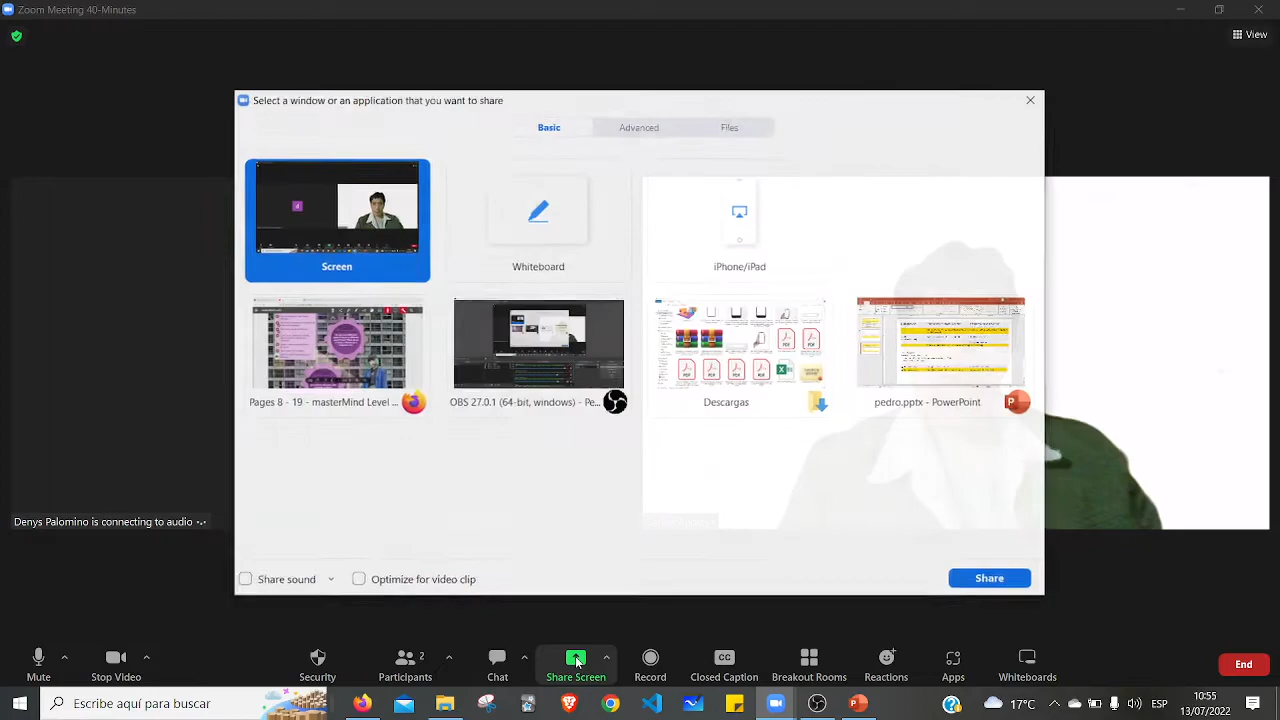 Zoom Meeting 40-Minutes
View
Select a window or an application that you want to share
Basic
Advanced
Files
Screen
Whiteboard
iPhone/iPad
Pages 8 - 19 - masterMind Level ...
OBS 27.0.1 (64-bit, windows) - Pe...
Descargas
pedro.pptx - PowerPoint
Denys Palomino is connecting to audio
Share sound
Optimize for video clip
Share
Mute
Stop Video
Security
Participants
2
Chat
Share Screen
Record
CC
Closed Caption
Breakout Rooms
Reactions
Apps
Whiteboards
End
Escribe aquí para buscar
17°C
ESP
10:55
13/07/2022